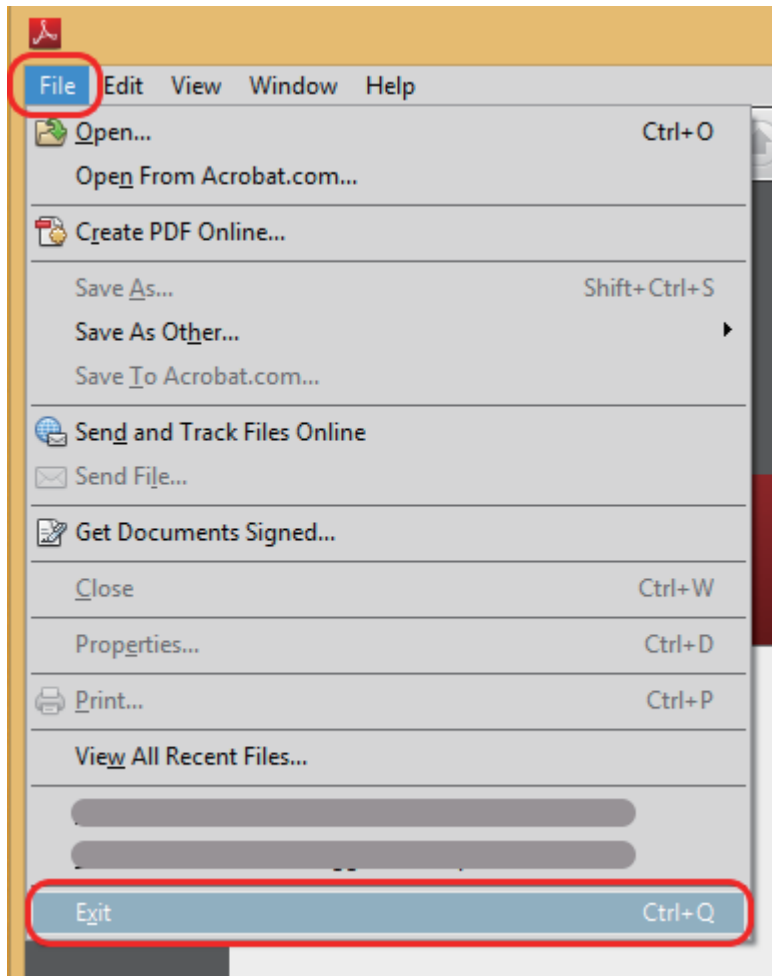 File Edit View Window Help
Open... Ctrl+O
Open From Acrobat.com...
Create PDF Online...
Save As... Shift+Ctrl+S
Save As Other...
Save To Acrobat.com...
Send and Track Files Online
Send File...
Get Documents Signed...
Close Ctrl+W
Properties... Ctrl+D
Print... Ctrl+P
View All Recent Files...
Exit Ctrl+Q